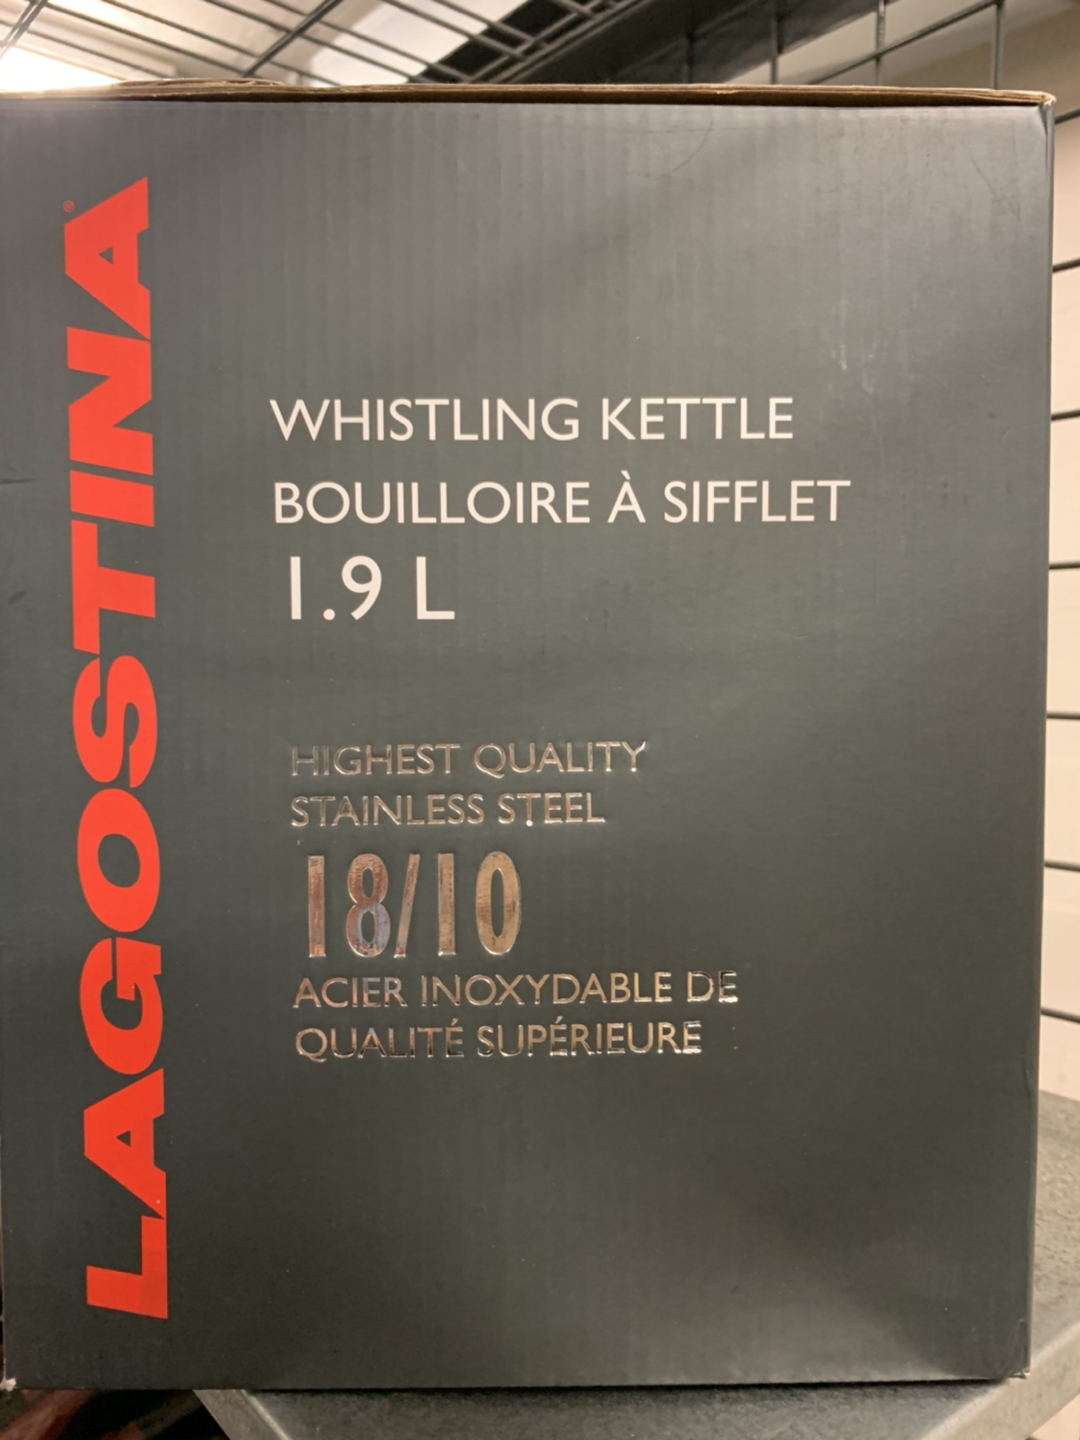 LAGOSTINA®
WHISTLING KETTLE
BOUILLOIRE À SIFFLET
1.9 L
HIGHEST QUALITY
STAINLESS STEEL
18/10
ACIER INOXYDABLE DE
QUALITÉ SUPÉRIEURE